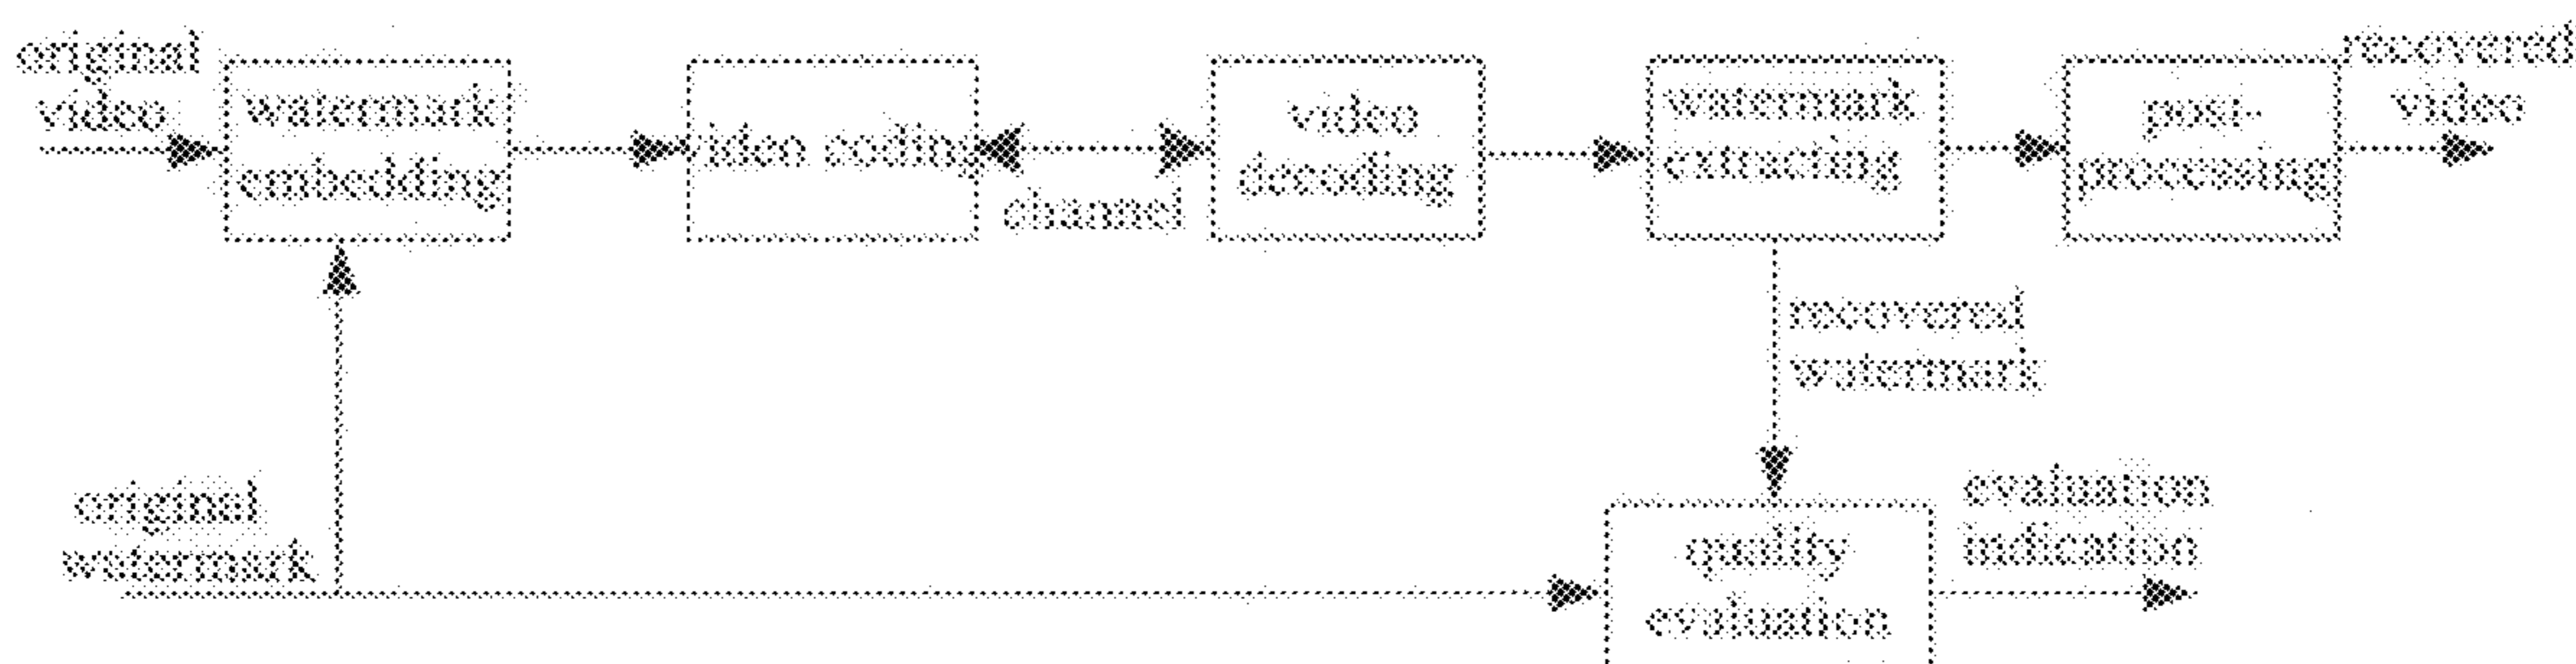 original
video
watermark
embedding
video coding
channel
video
decoding
watermark
extracting
post-
processing
recovered
video
recovered
watermark
original
watermark
quality
evaluation
evaluation
indication